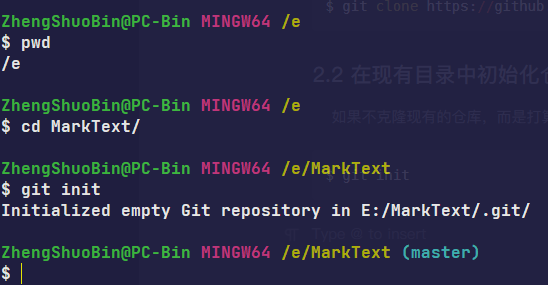 $ git clone https://github
ZhengShuoBin@PC-Bin MINGW64 /e
$ pwd
/e
2.2 在现有目录中初始化仓
ZhengShuoBin@PC-Bin MINGW64 /e
如果不克隆现有的仓库，而是打算
$ cd MarkText/
ZhengShuoBin@PC-Bin MINGW64 /e/MarkText
$ git init
$ git init
Initialized empty Git repository in E:/MarkText/.git/
Type @ to insert
ZhengShuoBin@PC-Bin MINGW64 /e/MarkText (master)
$